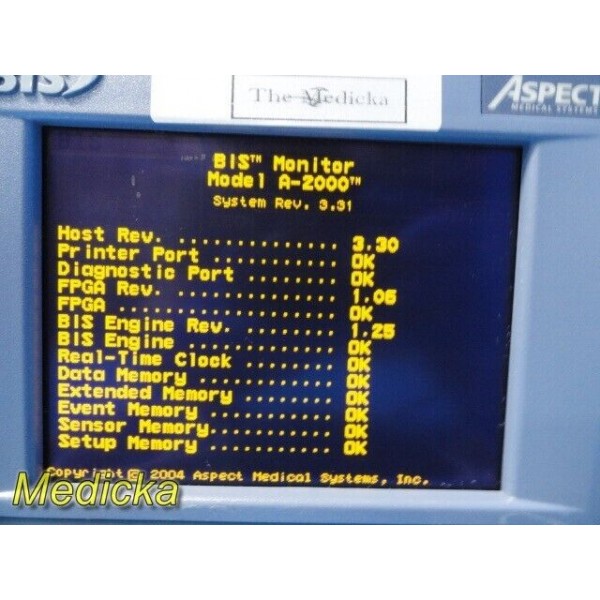 BIS
The Medicka
ASPECT
MEDICAL SYSTEMS
BIS™ Monitor
Model A-2000™
System Rev. 3.31
Host Rev. ............... 3.30
Printer Port ............ OK
Diagnostic Port ........ OK
FPGA Rev. ............... 1.06
FPGA .................... OK
BIS Engine Rev. ......... 1.25
BIS Engine .............. OK
Real-Time Clock ........ OK
Data Memory ............ OK
Extended Memory ........ OK
Event Memory ........... OK
Sensor Memory........... OK
Setup Memory ........... OK
Copyright © 2004 Aspect Medical Systems, Inc.
Medicka